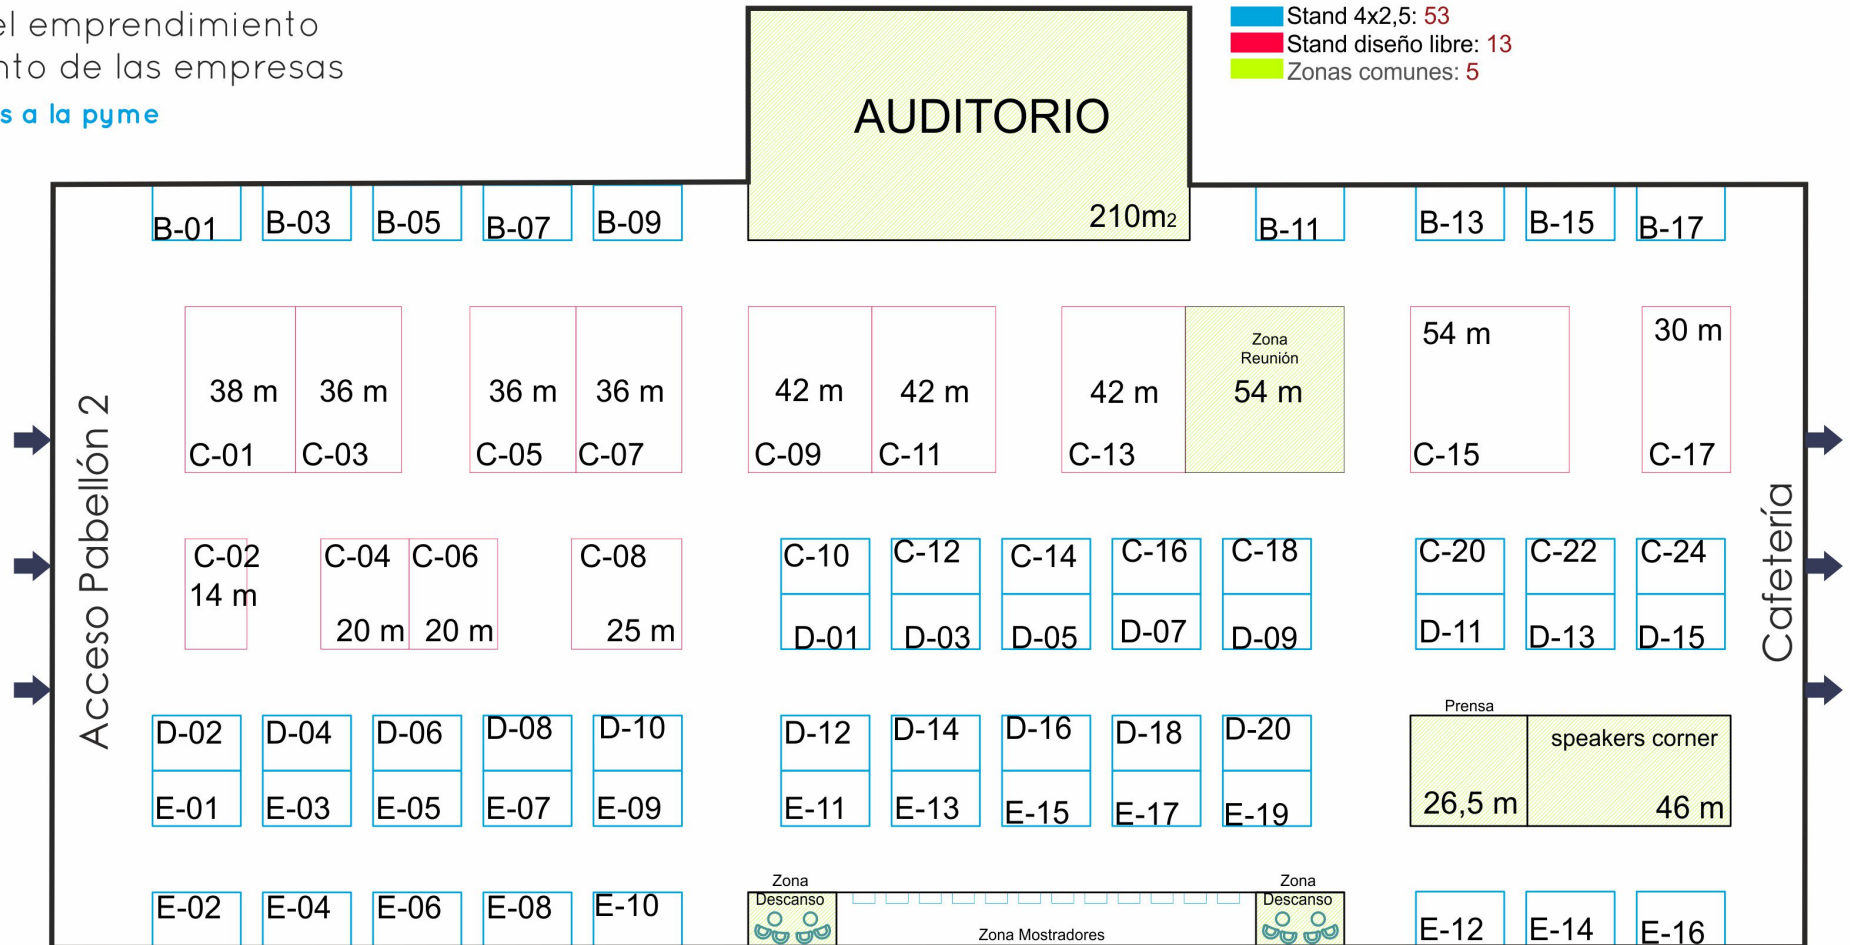 el emprendimiento
nto de las empresas
s a la pyme
Stand 4x2,5: 53
Stand diseño libre: 13
Zonas comunes: 5
AUDITORIO
210m2
B-01 B-03 B-05 B-07 B-09 B-11 B-13 B-15 B-17
Acceso Pabellón 2
38 m 36 m 36 m 36 m 42 m 42 m 42 m
Zona
Reunión
54 m
54 m
30 m
C-01 C-03 C-05 C-07 C-09 C-11 C-13 C-15 C-17
Cafetería
C-02 C-04 C-06 C-08 C-10 C-12 C-14 C-16 C-18 C-20 C-22 C-24
14 m
20 m 20 m 25 m D-01 D-03 D-05 D-07 D-09 D-11 D-13 D-15
Prensa
D-02 D-04 D-06 D-08 D-10 D-12 D-14 D-16 D-18 D-20 speakers corner
E-01 E-03 E-05 E-07 E-09 E-11 E-13 E-15 E-17 E-19 26,5 m 46 m
Zona
Descanso
Zona
Descanso
E-02 E-04 E-06 E-08 E-10 Zona Mostradores E-12 E-14 E-16